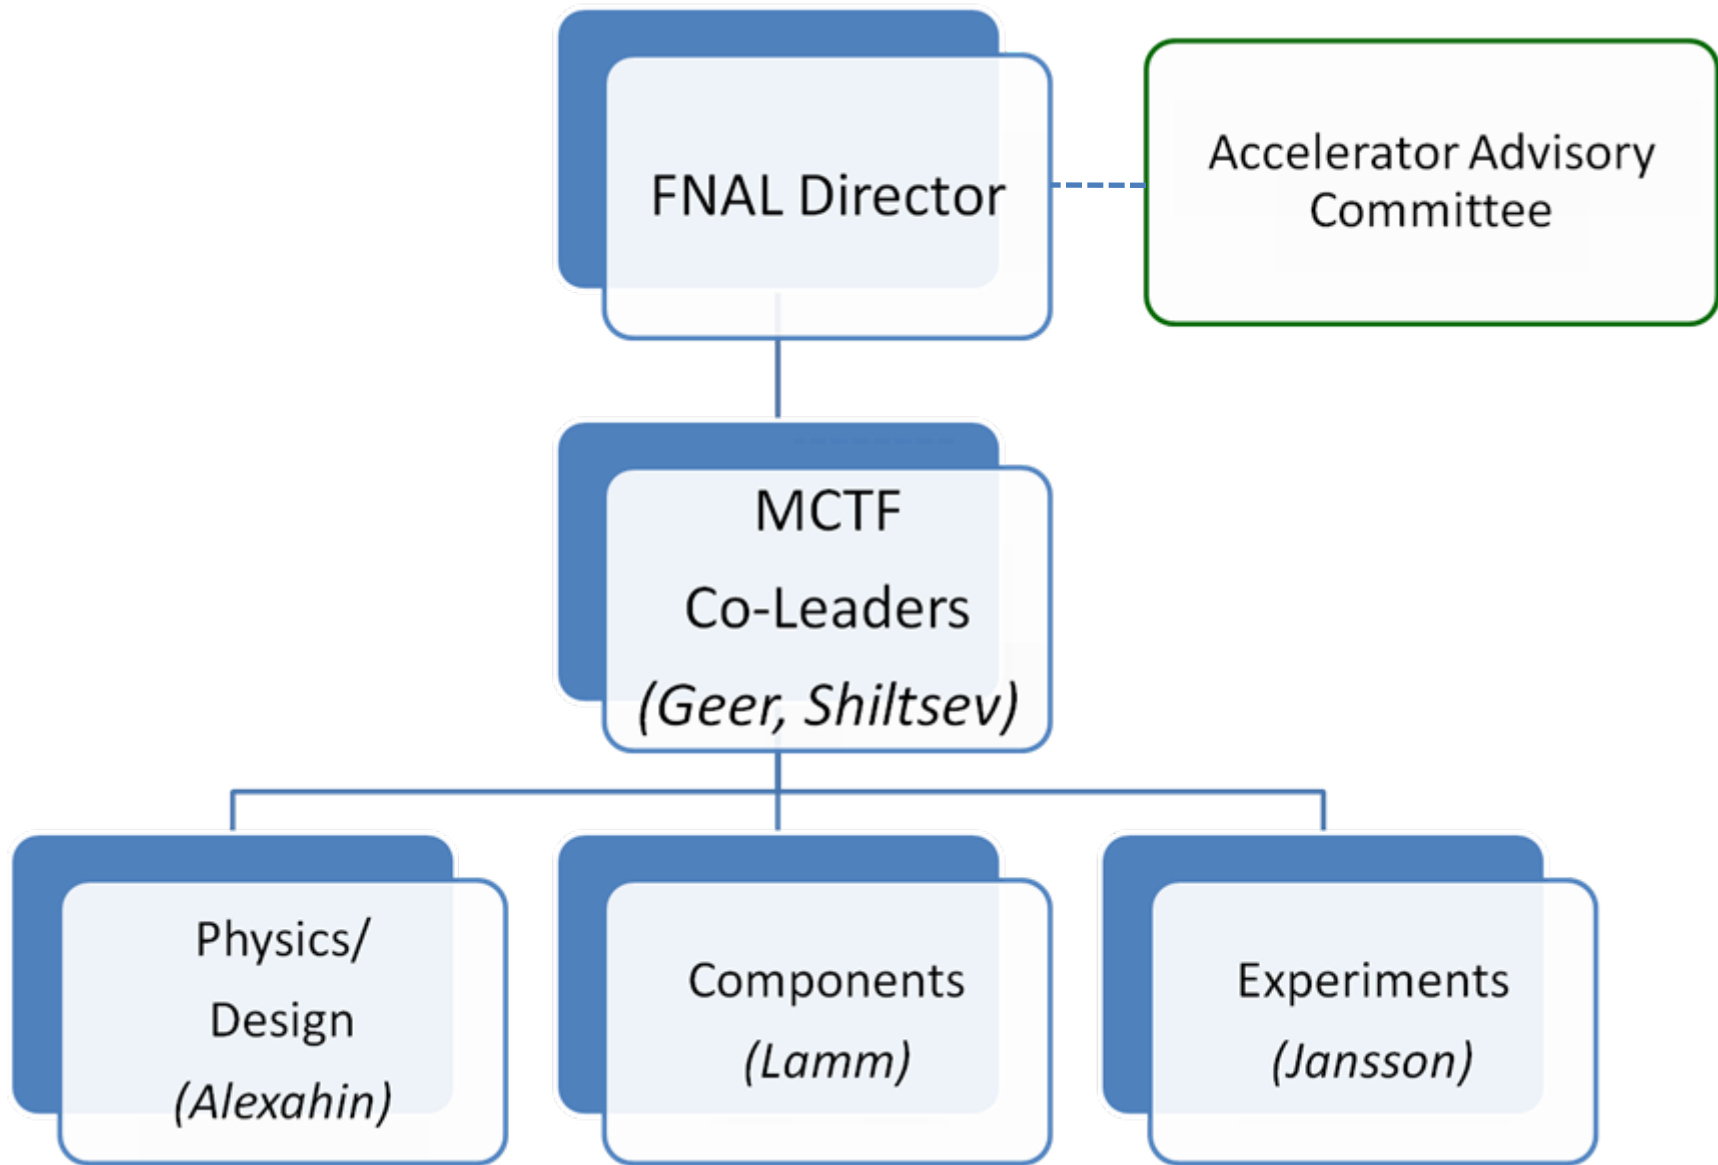 FNAL Director
Accelerator Advisory
Committee
MCTF
Co-Leaders
(Geer, Shiltsev)
Physics/
Design
(Alexahin)
Components
(Lamm)
Experiments
(Jansson)